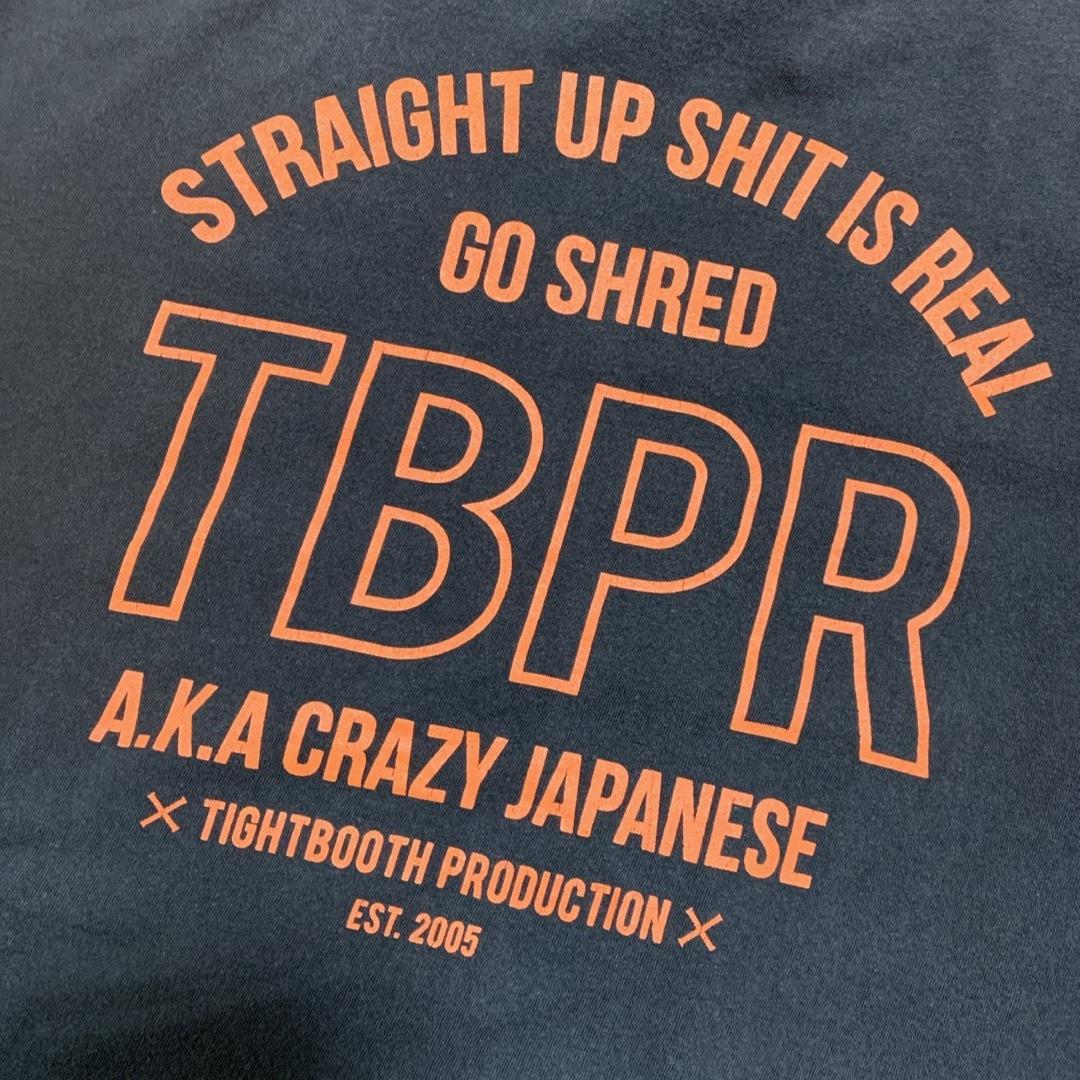 STRAIGHT UP SHIT IS REAL
GO SHRED
TBPR
A.K.A CRAZY JAPANESE
× TIGHTBOOTH PRODUCTION ×
EST. 2005